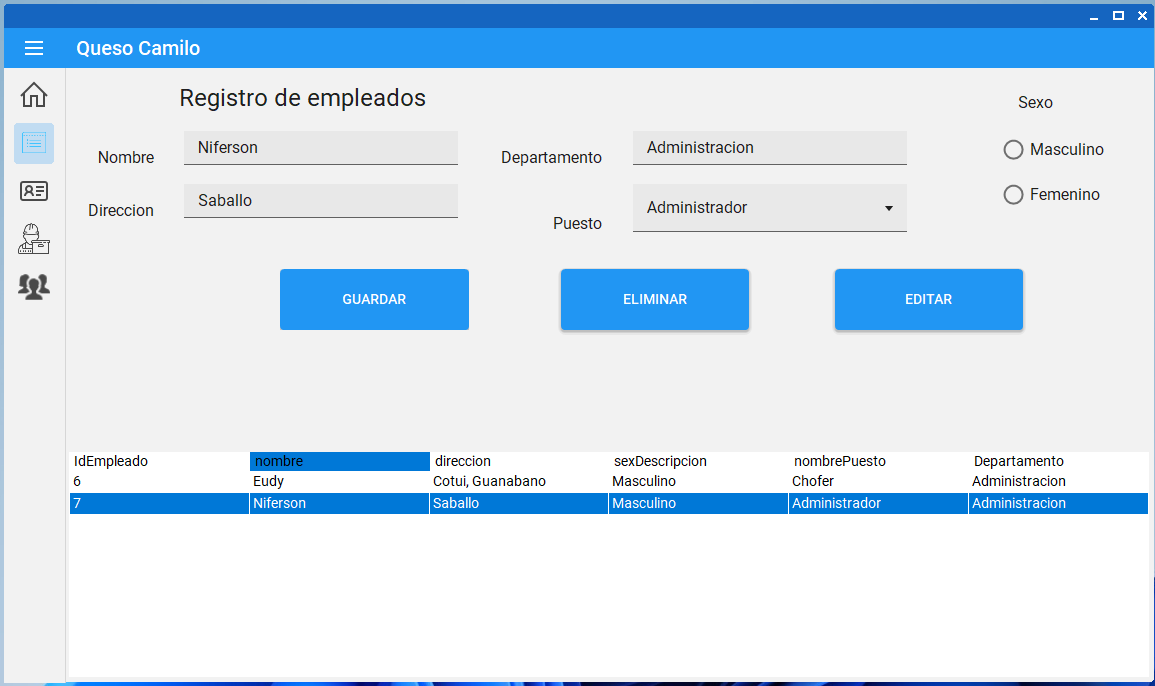 Queso Camilo
Registro de empleados
Sexo
Nombre Niferson Departamento Administracion Masculino
Direccion Saballo Puesto Administrador Femenino
GUARDAR ELIMINAR EDITAR
IdEmpleado nombre direccion sexDescripcion nombrePuesto Departamento
6 Eudy Cotui, Guanabano Masculino Chofer Administracion
7 Niferson Saballo Masculino Administrador Administracion